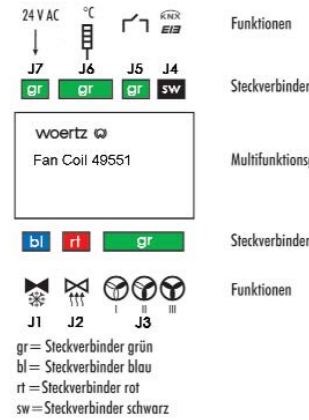 24 V AC °C KNX EIB
J7 J6 J5 J4
gr gr gr sw
woertz
Fan Coil 49551
bl rt gr
I II III
J1 J2 J3
gr = Steckverbinder grün
bl = Steckverbinder blau
rt = Steckverbinder rot
sw = Steckverbinder schwarz
Funktionen
Steckverbinder
Multifunktions
Steckverbinder
Funktionen